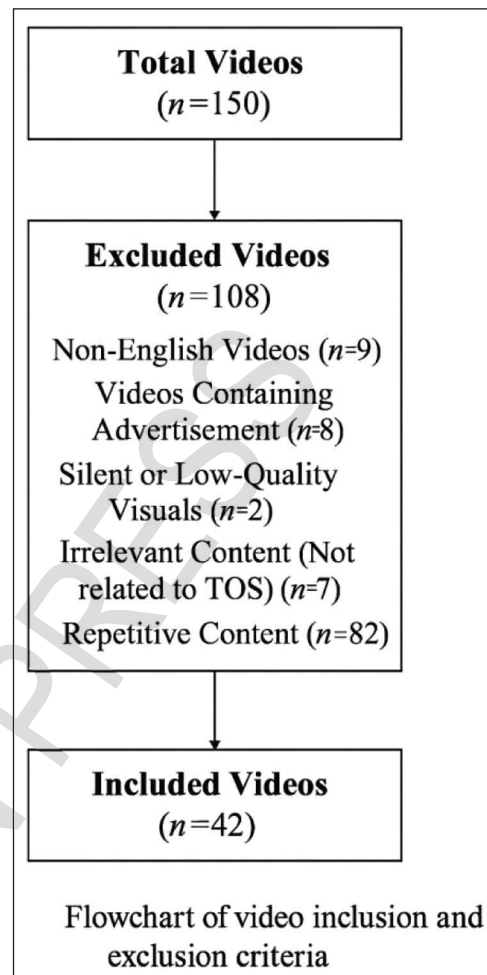 Total Videos
(n=150)
Excluded Videos
(n=108)
Non-English Videos (n=9)
Videos Containing
Advertisement (n=8)
Silent or Low-Quality
Visuals (n=2)
Irrelevant Content (Not
related to TOS) (n=7)
Repetitive Content (n=82)
Included Videos
(n=42)
Flowchart of video inclusion and
exclusion criteria
PRESS